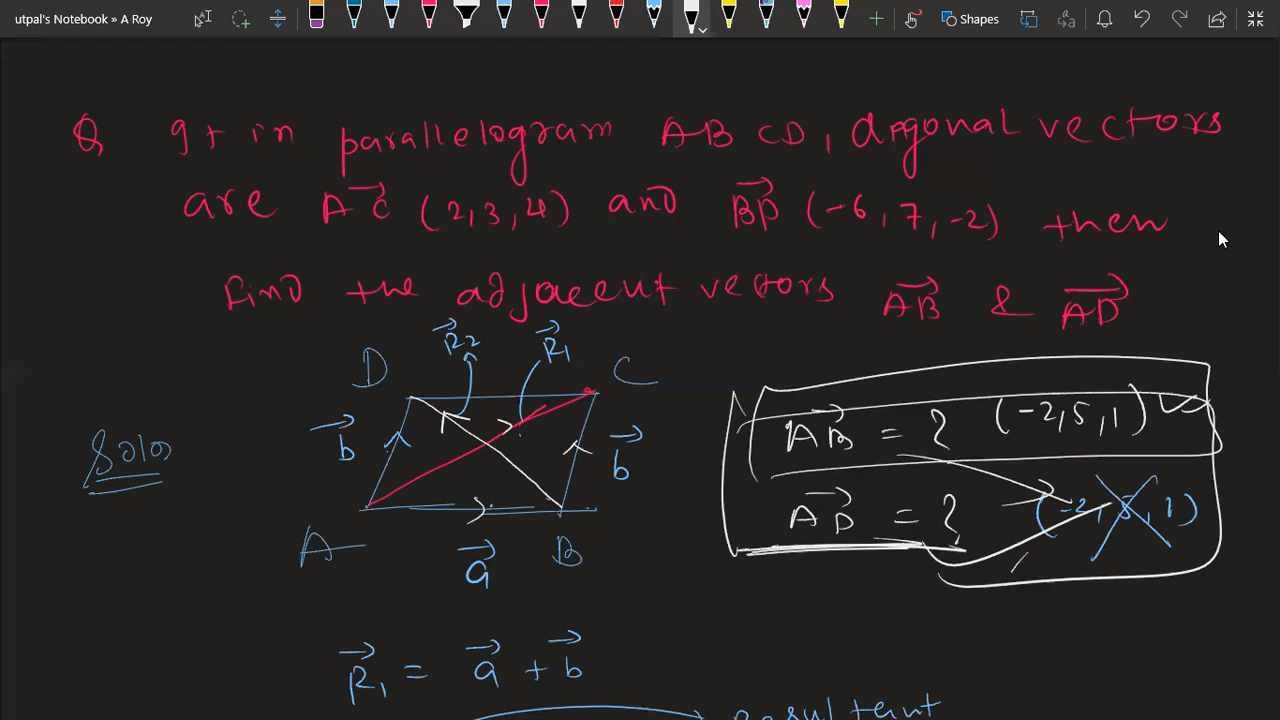 utpal's Notebook » A Roy
Shapes
Q If in parallelogram ABCD, diagonal vectors
are AC (2,3,4) and BD (-6,7,-2) then
Find the adjacent vectors AB & AD
D R2 R1 C
Soln b b
A a B
AB = ? (-2,5,1)
AD = ? (-2,5,1)
R1 = a + b
Resultant